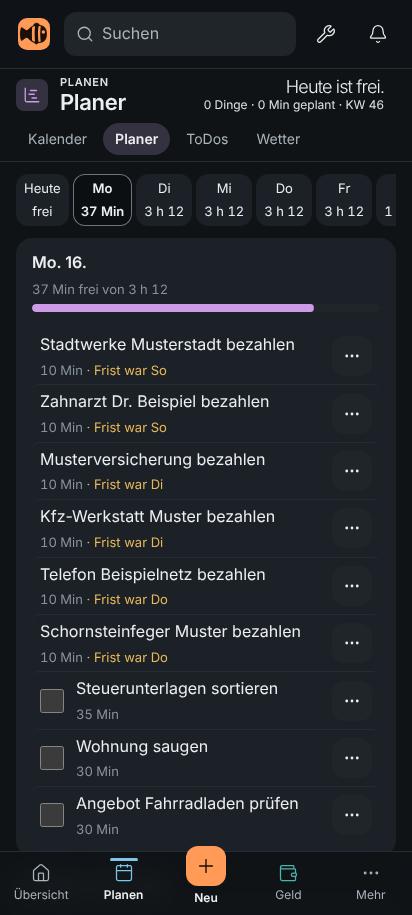 Suchen
PLANEN
Planer
Heute ist frei.
0 Dinge · 0 Min geplant · KW 46
Kalender
Planer
ToDos
Wetter
Heute
frei
Mo
37 Min
Di
3 h 12
Mi
3 h 12
Do
3 h 12
Fr
3 h 12
1
Mo. 16.
37 Min frei von 3 h 12
Stadtwerke Musterstadt bezahlen
10 Min · Frist war So
Zahnarzt Dr. Beispiel bezahlen
10 Min · Frist war So
Musterversicherung bezahlen
10 Min · Frist war Di
Kfz-Werkstatt Muster bezahlen
10 Min · Frist war Di
Telefon Beispielnetz bezahlen
10 Min · Frist war Do
Schornsteinfeger Muster bezahlen
10 Min · Frist war Do
Steuerunterlagen sortieren
35 Min
Wohnung saugen
30 Min
Angebot Fahrradladen prüfen
30 Min
Übersicht
Planen
Neu
Geld
Mehr